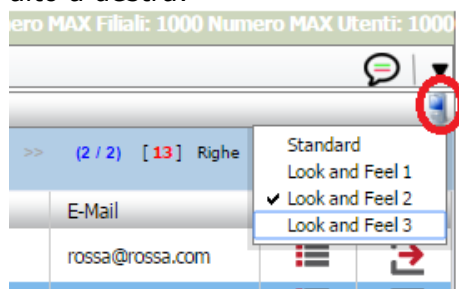 ero MAX Filiali: 1000 Numero MAX Utenti: 1000
>> (2 / 2) [ 13 ] Righe
Standard
Look and Feel 1
✔ Look and Feel 2
Look and Feel 3
E-Mail
rossa@rossa.com